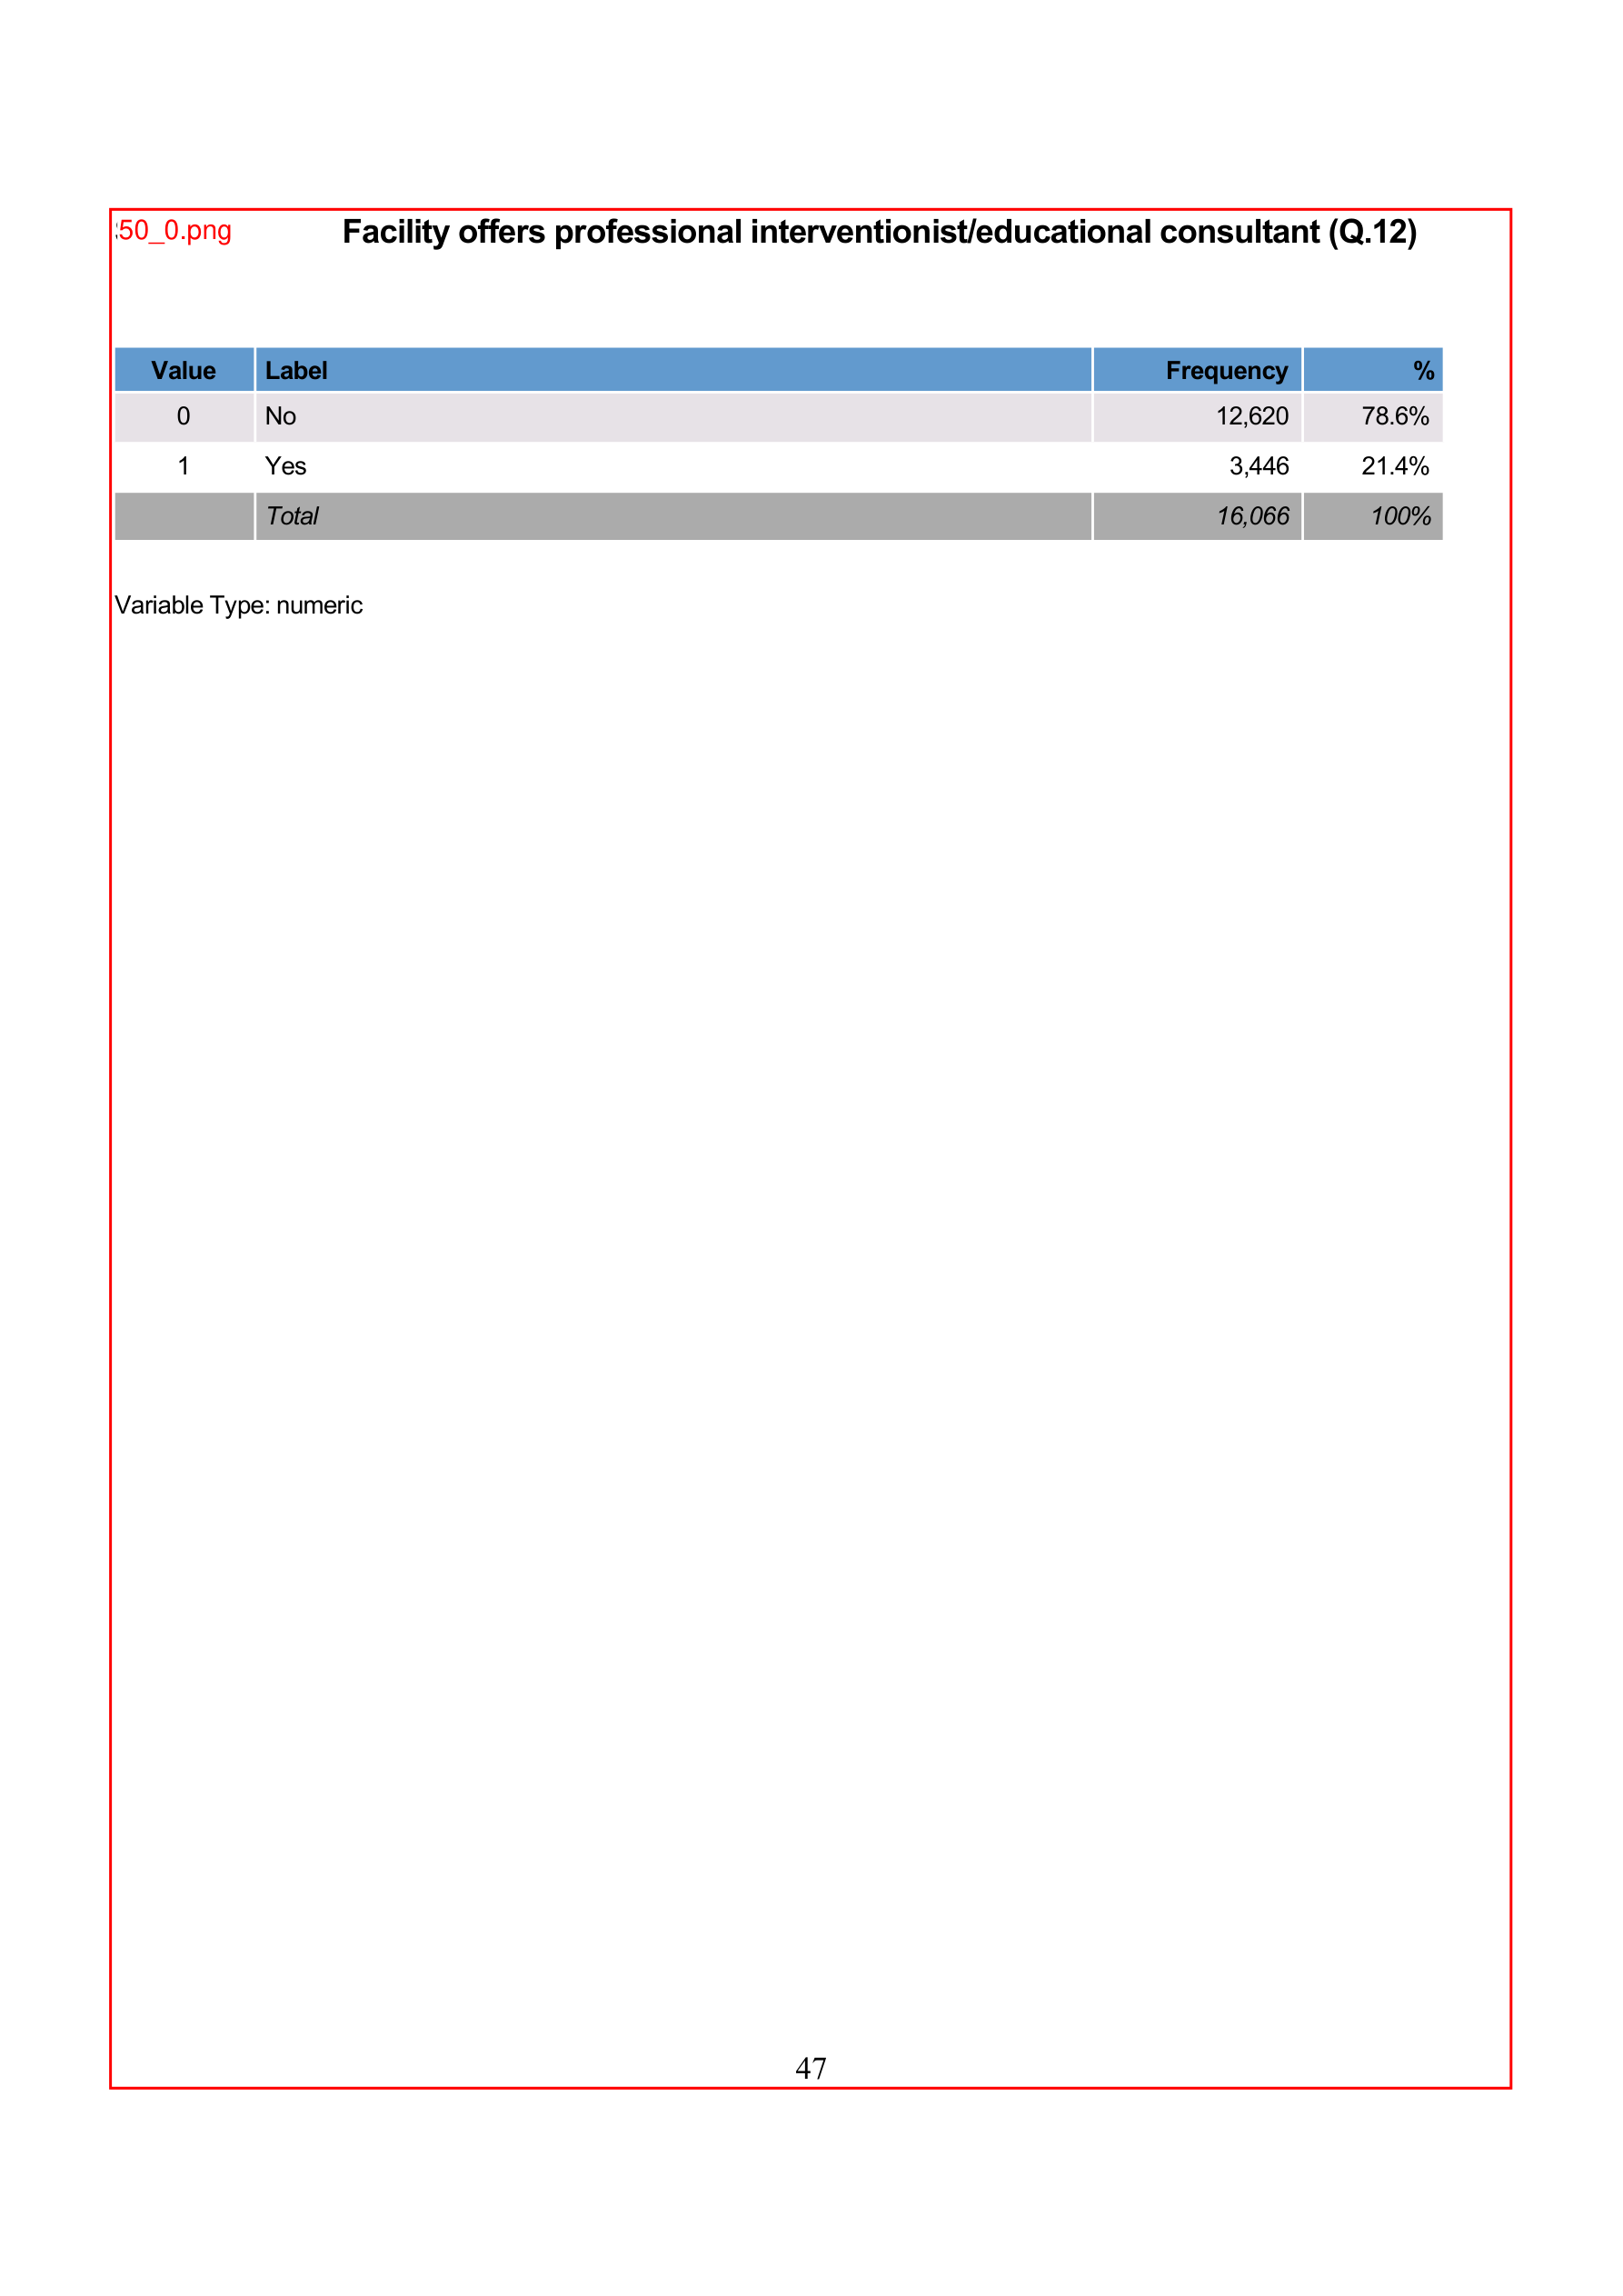 50_0.png Facility offers professional interventionist/educational consultant (Q.12)
Value Label Frequency %
0 No 12,620 78.6%
1 Yes 3,446 21.4%
Total 16,066 100%
Variable Type: numeric
47